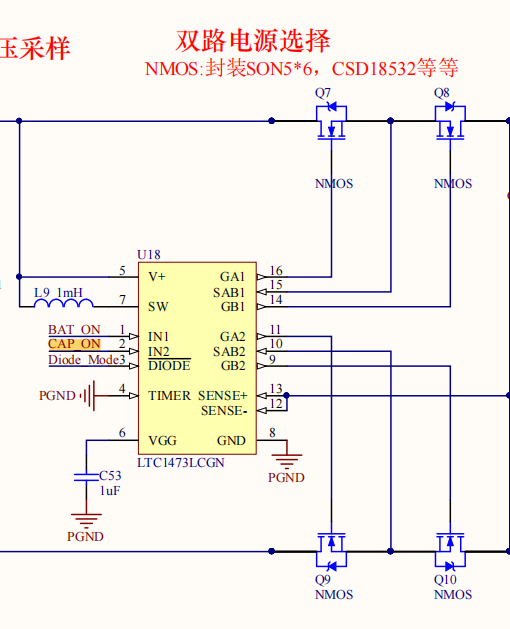 双路电源选择
压采样
NMOS:封装SON5*6，CSD18532等等
Q7
Q8
NMOS
NMOS
U18
5
V+
GA1
16
SAB1
15
L9 1mH
7
SW
GB1
14
BAT_ON
1
IN1
GA2
11
CAP_ON
2
IN2
SAB2
10
Diode_Mode
3
DIODE
GB2
9
PGND
4
TIMER
SENSE+
13
SENSE-
12
6
VGG
GND
8
LTC1473LCGN
C53
1uF
PGND
PGND
Q9
NMOS
Q10
NMOS